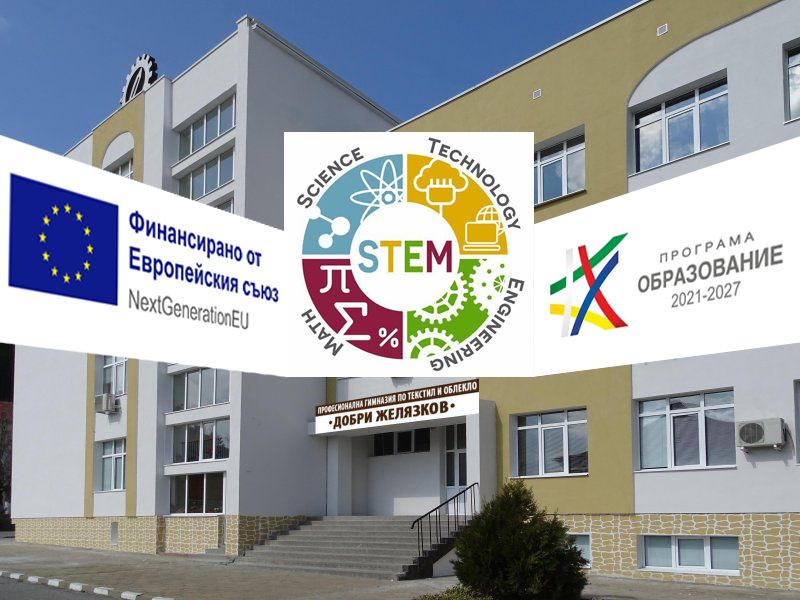 Финансирано от
Европейския съюз
NextGenerationEU
SCIENCE
TECHNOLOGY
STEM
MATH
ENGINEERING
π
Σ
%
ПРОГРАМА
ОБРАЗОВАНИЕ
2021-2027
ПРОФЕСИОНАЛНА ГИМНАЗИЯ ПО ТЕКСТИЛ И ОБЛЕКЛО
·ДОБРИ ЖЕЛЯЗКОВ·